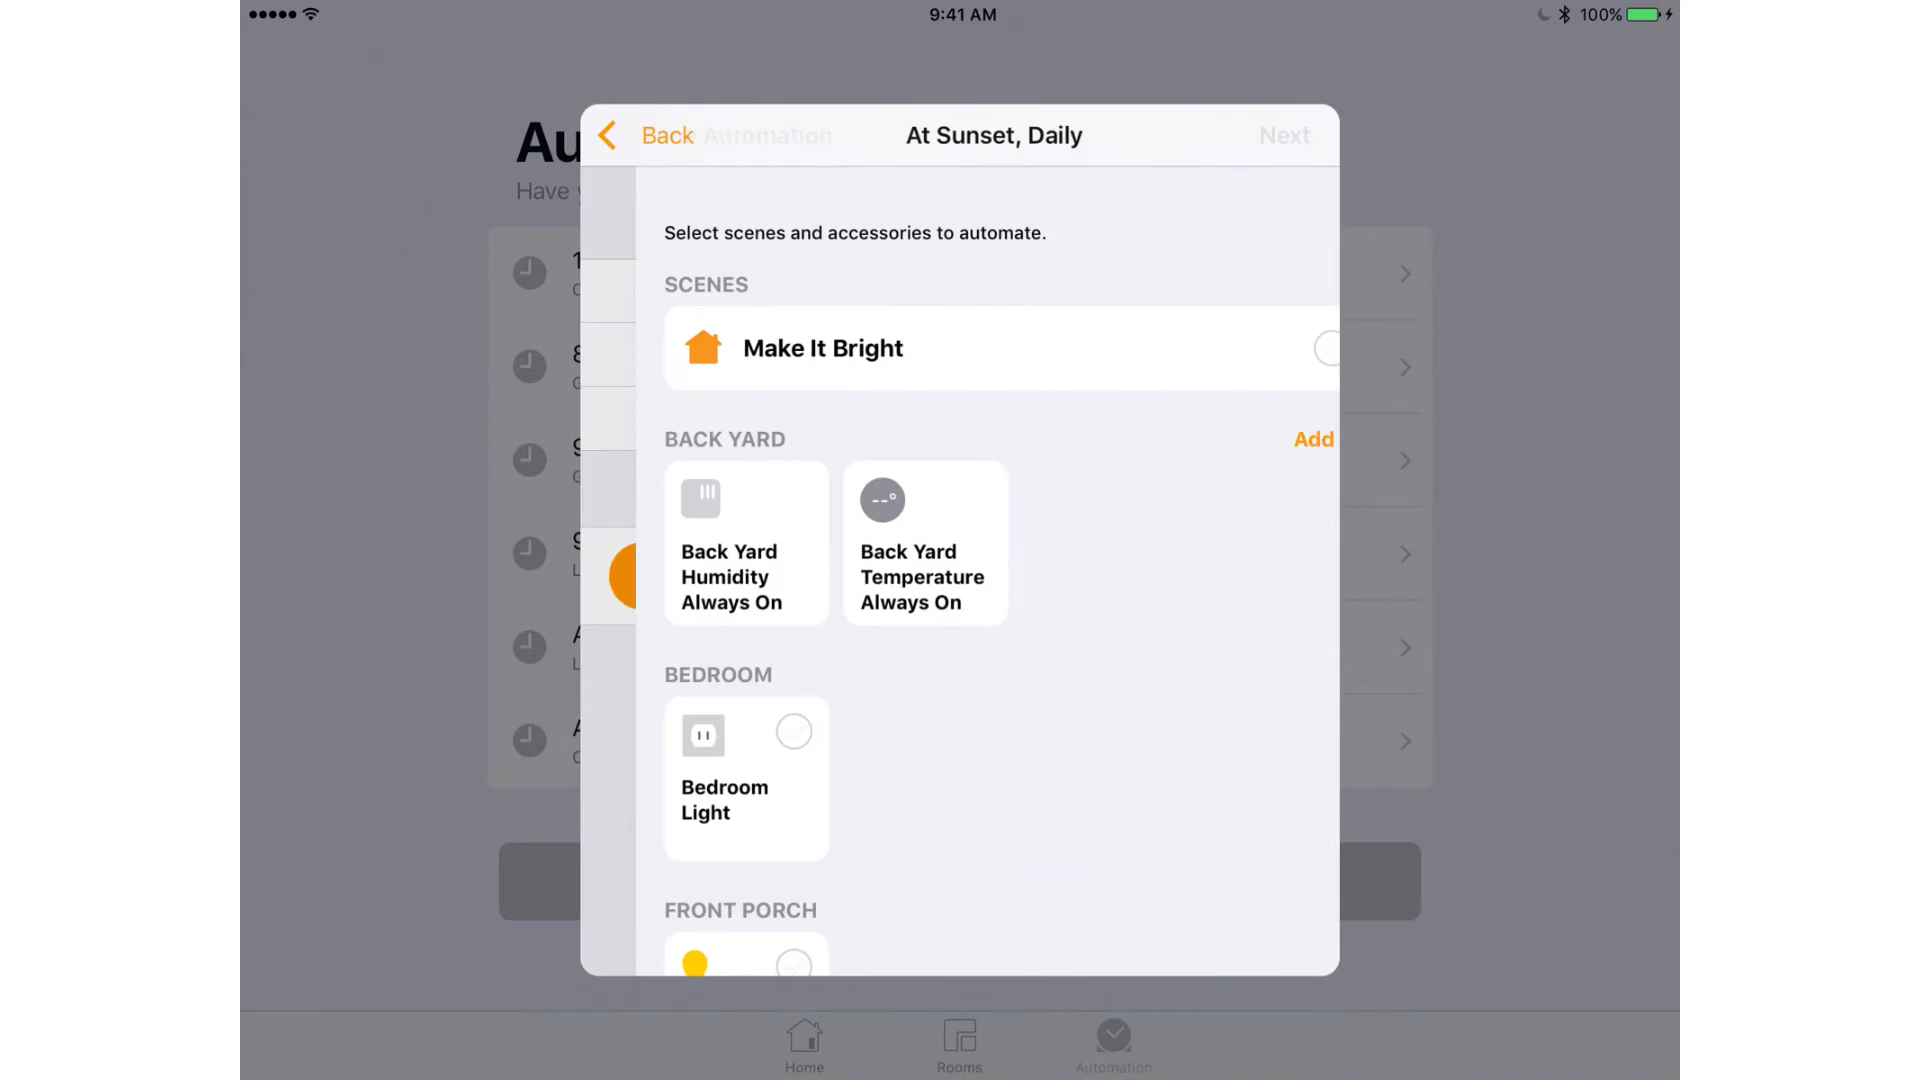 9:41 AM
100%
Au
Have
Back
Automation
At Sunset, Daily
Next
Select scenes and accessories to automate.
SCENES
Make It Bright
BACK YARD
Add
--°
Back Yard
Humidity
Always On
Back Yard
Temperature
Always On
BEDROOM
Bedroom
Light
FRONT PORCH
Home
Rooms
Automation